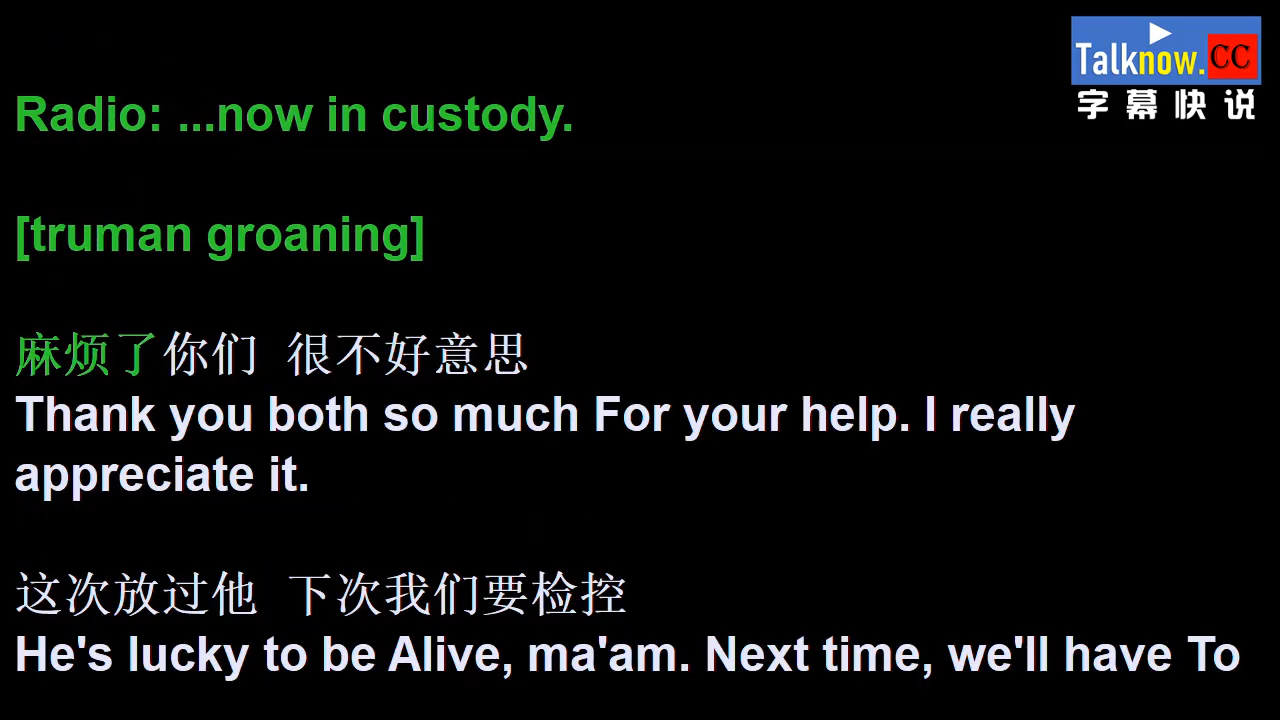 Talknow.CC
字幕快说
Radio: ...now in custody.
[truman groaning]
麻烦了你们 很不好意思
Thank you both so much For your help. I really
appreciate it.
这次放过他 下次我们要检控
He's lucky to be Alive, ma'am. Next time, we'll have To